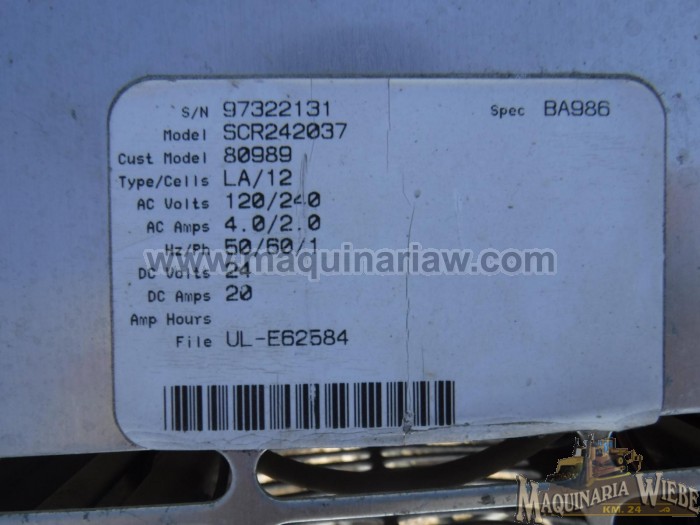 S/N 97322131 Spec BA986
Model SCR242037
Cust Model 80989
Type/Cells LA/12
AC Volts 120/240
AC Amps 4.0/2.0
Hz/Ph 50/60/1
www.maquinariaw.com
DC Volts 24
DC Amps 20
Amp Hours
File UL-E62584
MAQUINARIA WIEBE
KM. 24